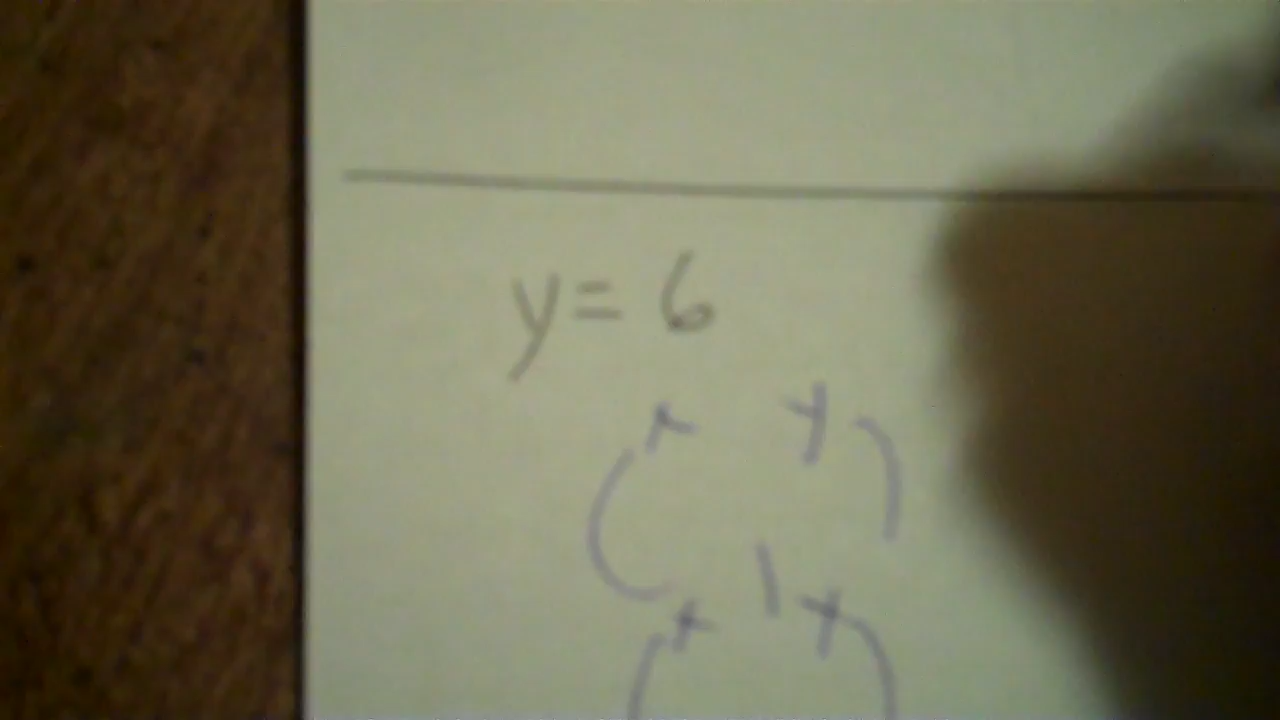 y = 6
( x y )
( x y )